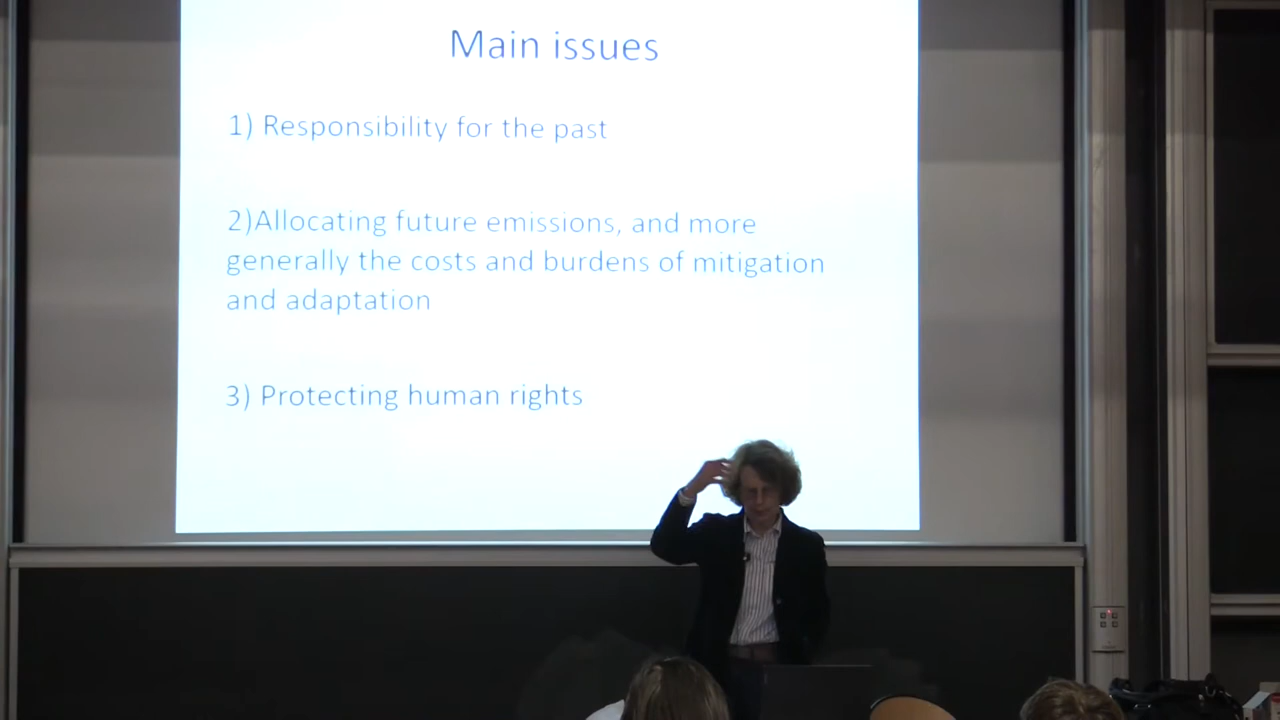 Main issues
1) Responsibility for the past
2)Allocating future emissions, and more
generally the costs and burdens of mitigation
and adaptation
3) Protecting human rights